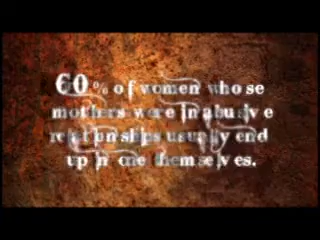 60% of women whose
mothers were in abusive
relationships usually end
up in one themselves.